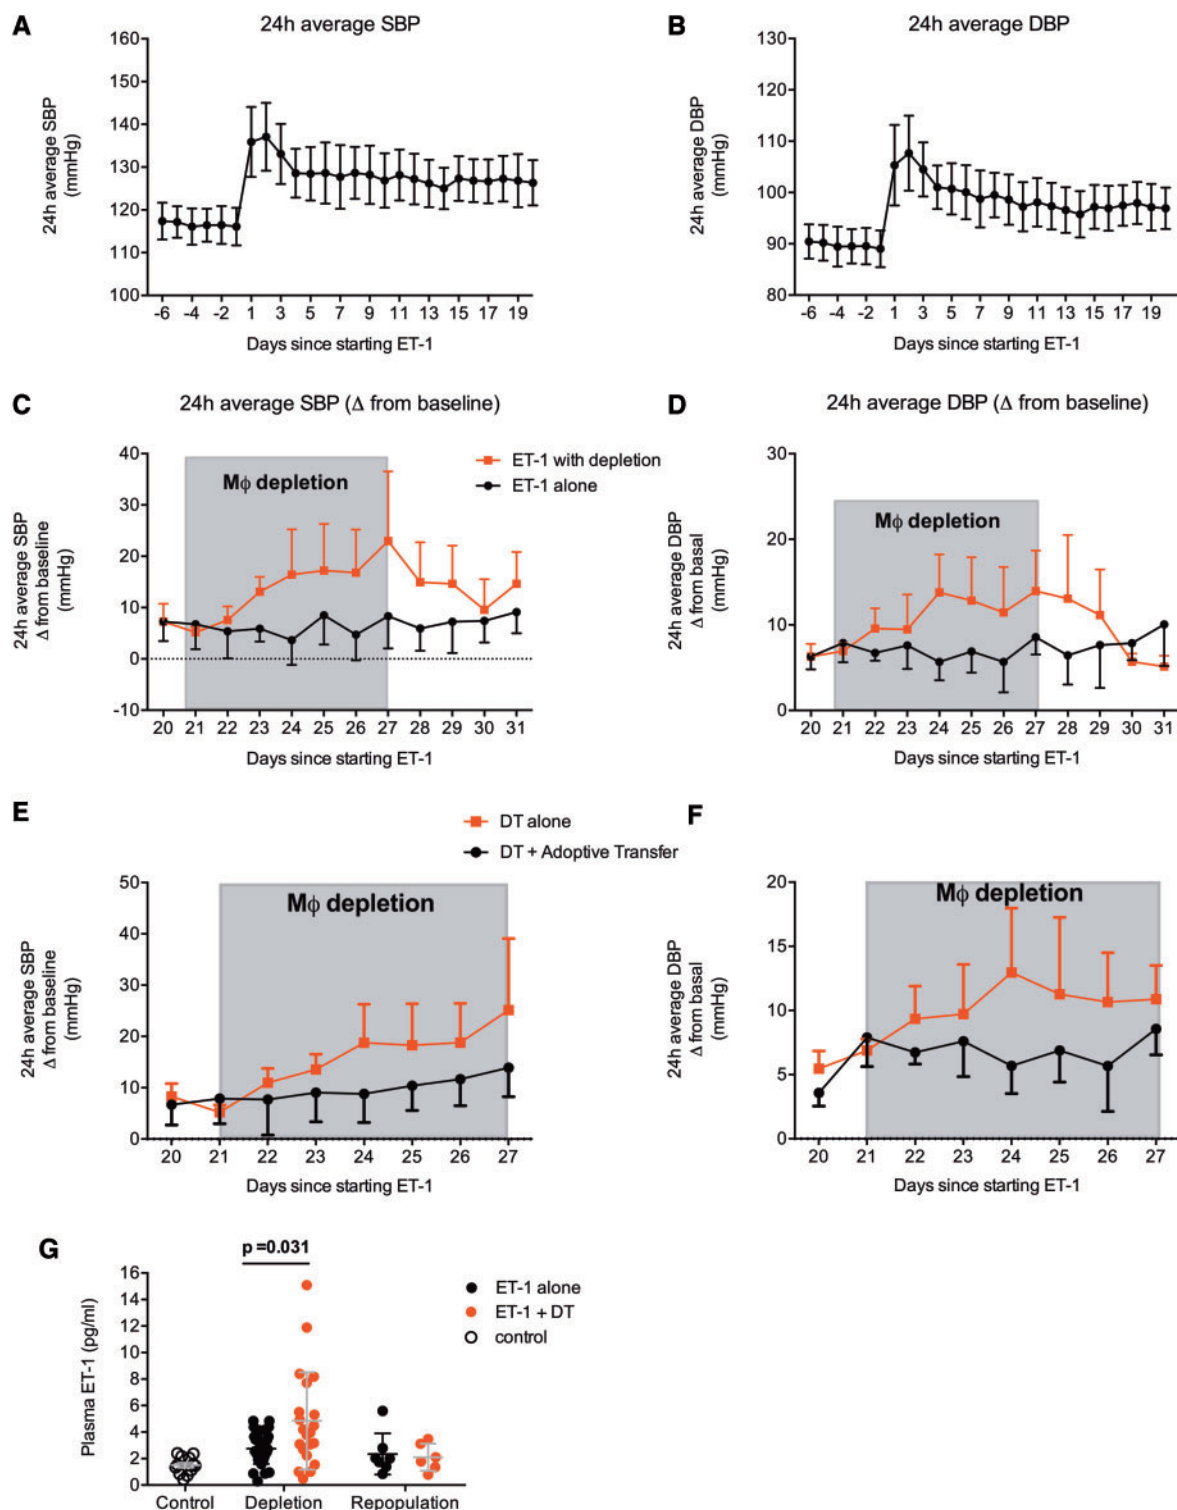 A
24h average SBP
24h average SBP
(mmHg)
160
150
140
130
120
110
100
-6 -4 -2 1 3 5 7 9 11 13 15 17 19
Days since starting ET-1
B
24h average DBP
24h average DBP
(mmHg)
130
120
110
100
90
80
-6 -4 -2 1 3 5 7 9 11 13 15 17 19
Days since starting ET-1
C
24h average SBP (Δ from baseline)
24h average SBP
Δ from baseline
(mmHg)
40
30
20
10
0
-10
Mϕ depletion
ET-1 with depletion
ET-1 alone
20 21 22 23 24 25 26 27 28 29 30 31
Days since starting ET-1
D
24h average DBP (Δ from baseline)
24h average DBP
Δ from basal
(mmHg)
30
20
10
0
Mϕ depletion
20 21 22 23 24 25 26 27 28 29 30 31
Days since starting ET-1
E
DT alone
DT + Adoptive Transfer
24h average SBP
Δ from baseline
(mmHg)
50
40
30
20
10
0
Mϕ depletion
20 21 22 23 24 25 26 27
Days since starting ET-1
F
24h average DBP
Δ from basal
(mmHg)
20
15
10
5
0
Mϕ depletion
20 21 22 23 24 25 26 27
Days since starting ET-1
G
p =0.031
Plasma ET-1 (pg/ml)
16
14
12
10
8
6
4
2
0
ET-1 alone
ET-1 + DT
control
Control Depletion Repopulation